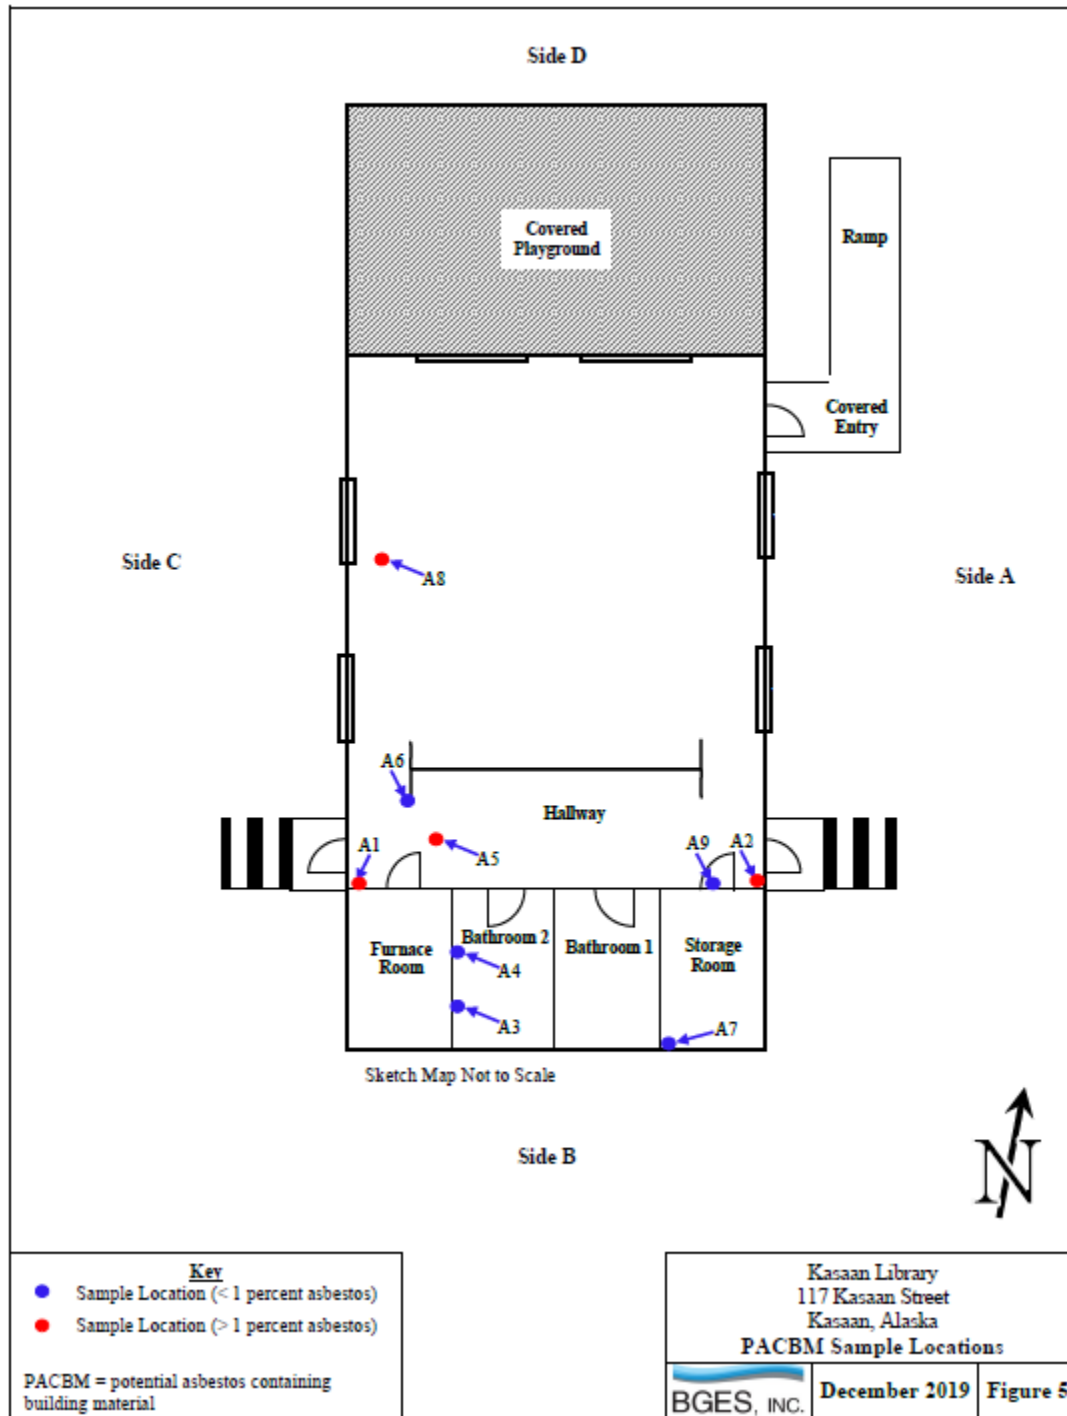 Side D
Covered
Playground
Ramp
Covered
Entry
Side C
Side A
A8
A6
Hallway
A1
A5
A9
A2
Furnace
Room
Bathroom 2
Bathroom 1
Storage
Room
A4
A3
A7
Sketch Map Not to Scale
Side B
N
Key
Sample Location (< 1 percent asbestos)
Sample Location (> 1 percent asbestos)
PACBM = potential asbestos containing
building material
Kasaan Library
117 Kasaan Street
Kasaan, Alaska
PACBM Sample Locations
BGES, INC.
December 2019
Figure 5